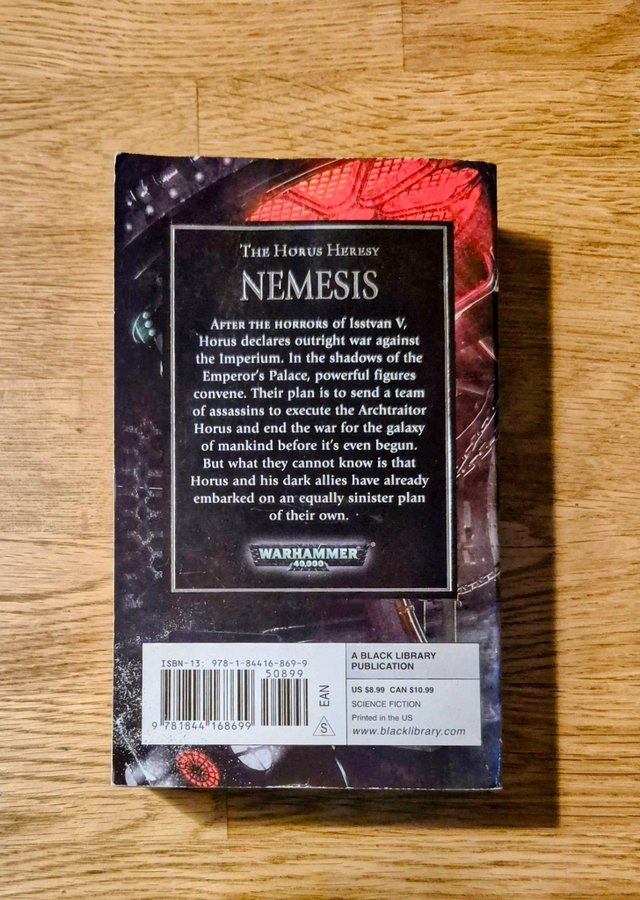 THE HORUS HERESY
NEMESIS
AFTER THE HORRORS of Isstvan V,
Horus declares outright war against
the Imperium. In the shadows of the
Emperor's Palace, powerful figures
convene. Their plan is to send a team
of assassins to execute the Archtraitor
Horus and end the war for the galaxy
of mankind before it's even begun.
But what they cannot know is that
Horus and his dark allies have already
embarked on an equally sinister plan
of their own.
WARHAMMER®
40,000
ISBN-13: 978-1-84416-869-9
50899
9 781844 168699
EAN
S
A BLACK LIBRARY
PUBLICATION
US $8.99 CAN $10.99
SCIENCE FICTION
Printed in the US
www.blacklibrary.com